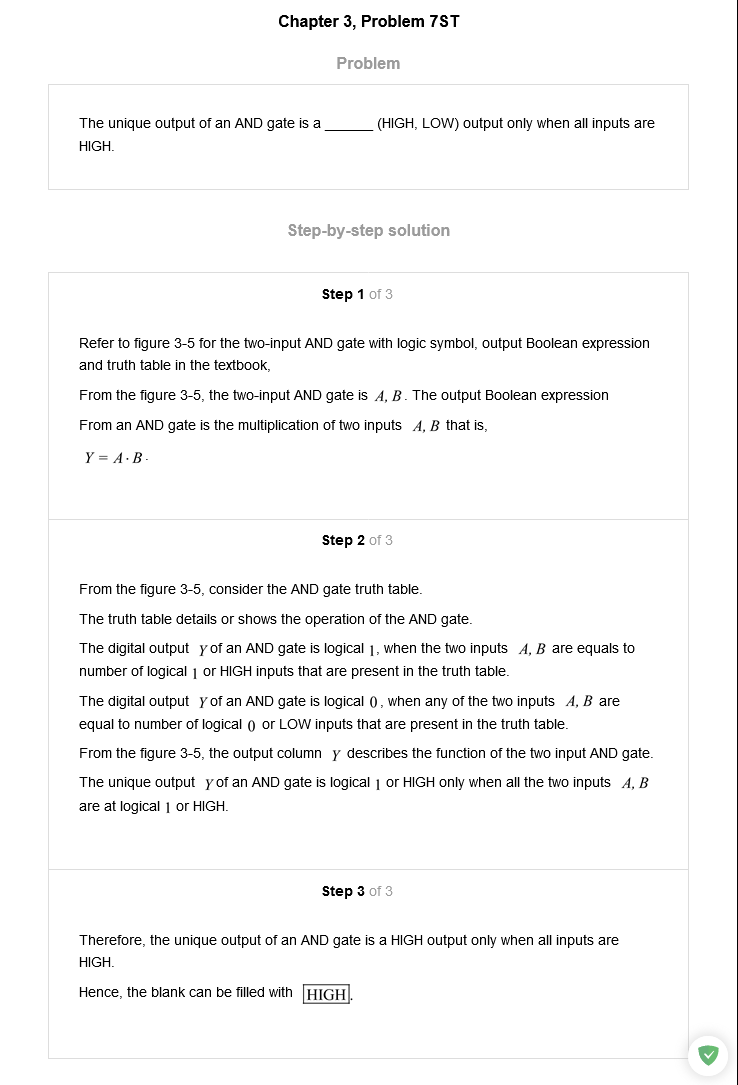 Chapter 3, Problem 7ST
Problem
The unique output of an AND gate is a ______ (HIGH, LOW) output only when all inputs are
HIGH.
Step-by-step solution
Step 1 of 3
Refer to figure 3-5 for the two-input AND gate with logic symbol, output Boolean expression
and truth table in the textbook,
From the figure 3-5, the two-input AND gate is A, B. The output Boolean expression
From an AND gate is the multiplication of two inputs A, B that is,
Y = A · B .
Step 2 of 3
From the figure 3-5, consider the AND gate truth table.
The truth table details or shows the operation of the AND gate.
The digital output Y of an AND gate is logical 1, when the two inputs A, B are equals to
number of logical 1 or HIGH inputs that are present in the truth table.
The digital output Y of an AND gate is logical 0, when any of the two inputs A, B are
equal to number of logical 0 or LOW inputs that are present in the truth table.
From the figure 3-5, the output column Y describes the function of the two input AND gate.
The unique output Y of an AND gate is logical 1 or HIGH only when all the two inputs A, B
are at logical 1 or HIGH.
Step 3 of 3
Therefore, the unique output of an AND gate is a HIGH output only when all inputs are
HIGH.
Hence, the blank can be filled with HIGH.